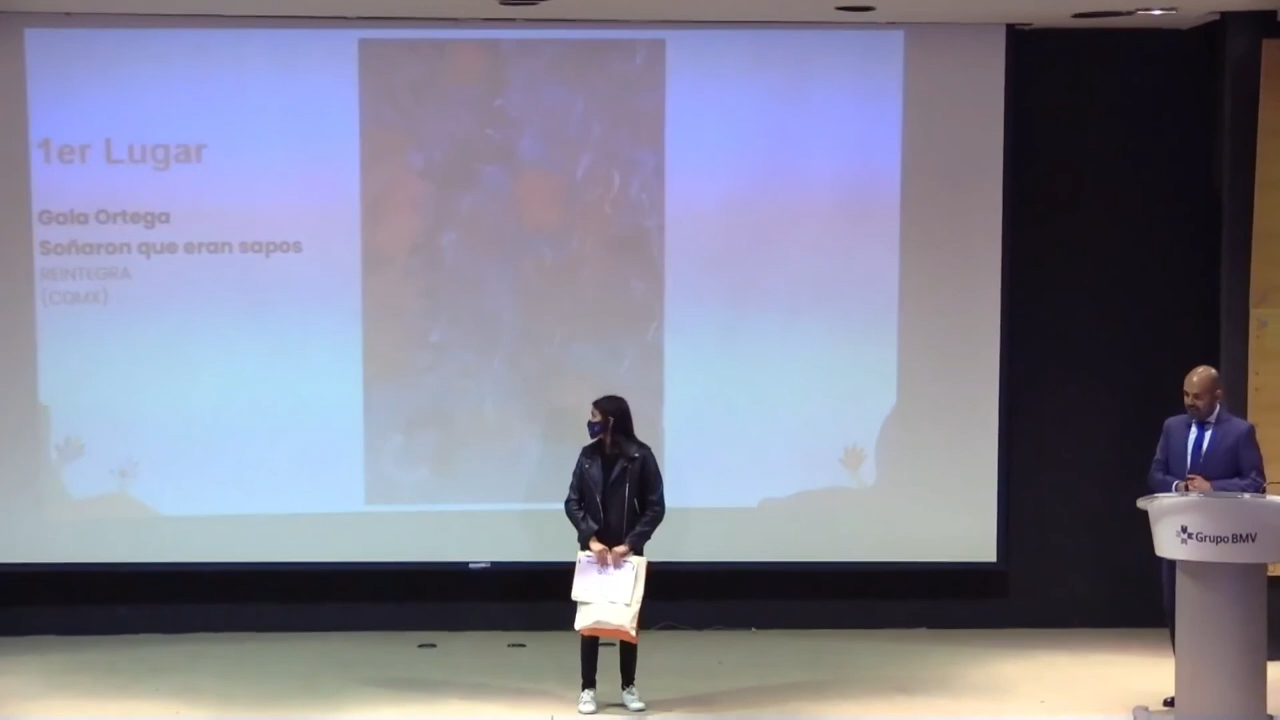 1er Lugar
Gala Ortega
Soñaron que eran sapos
REINTEGRA
(CDMX)
Grupo BMV